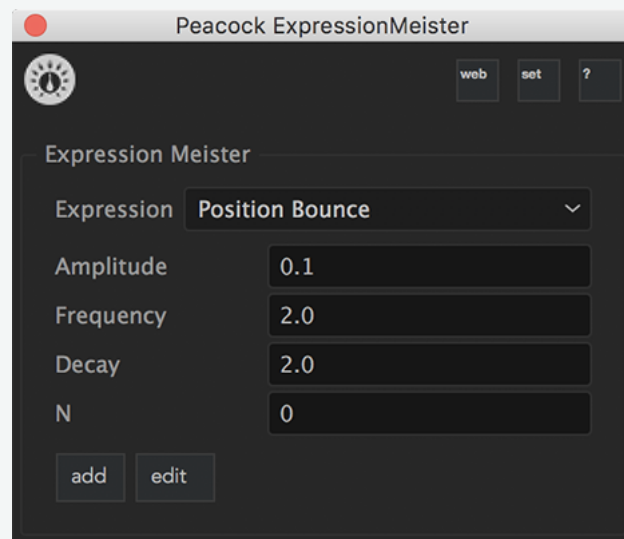 Peacock ExpressionMeister
web set ?
Expression Meister
Expression Position Bounce
Amplitude 0.1
Frequency 2.0
Decay 2.0
N 0
add edit